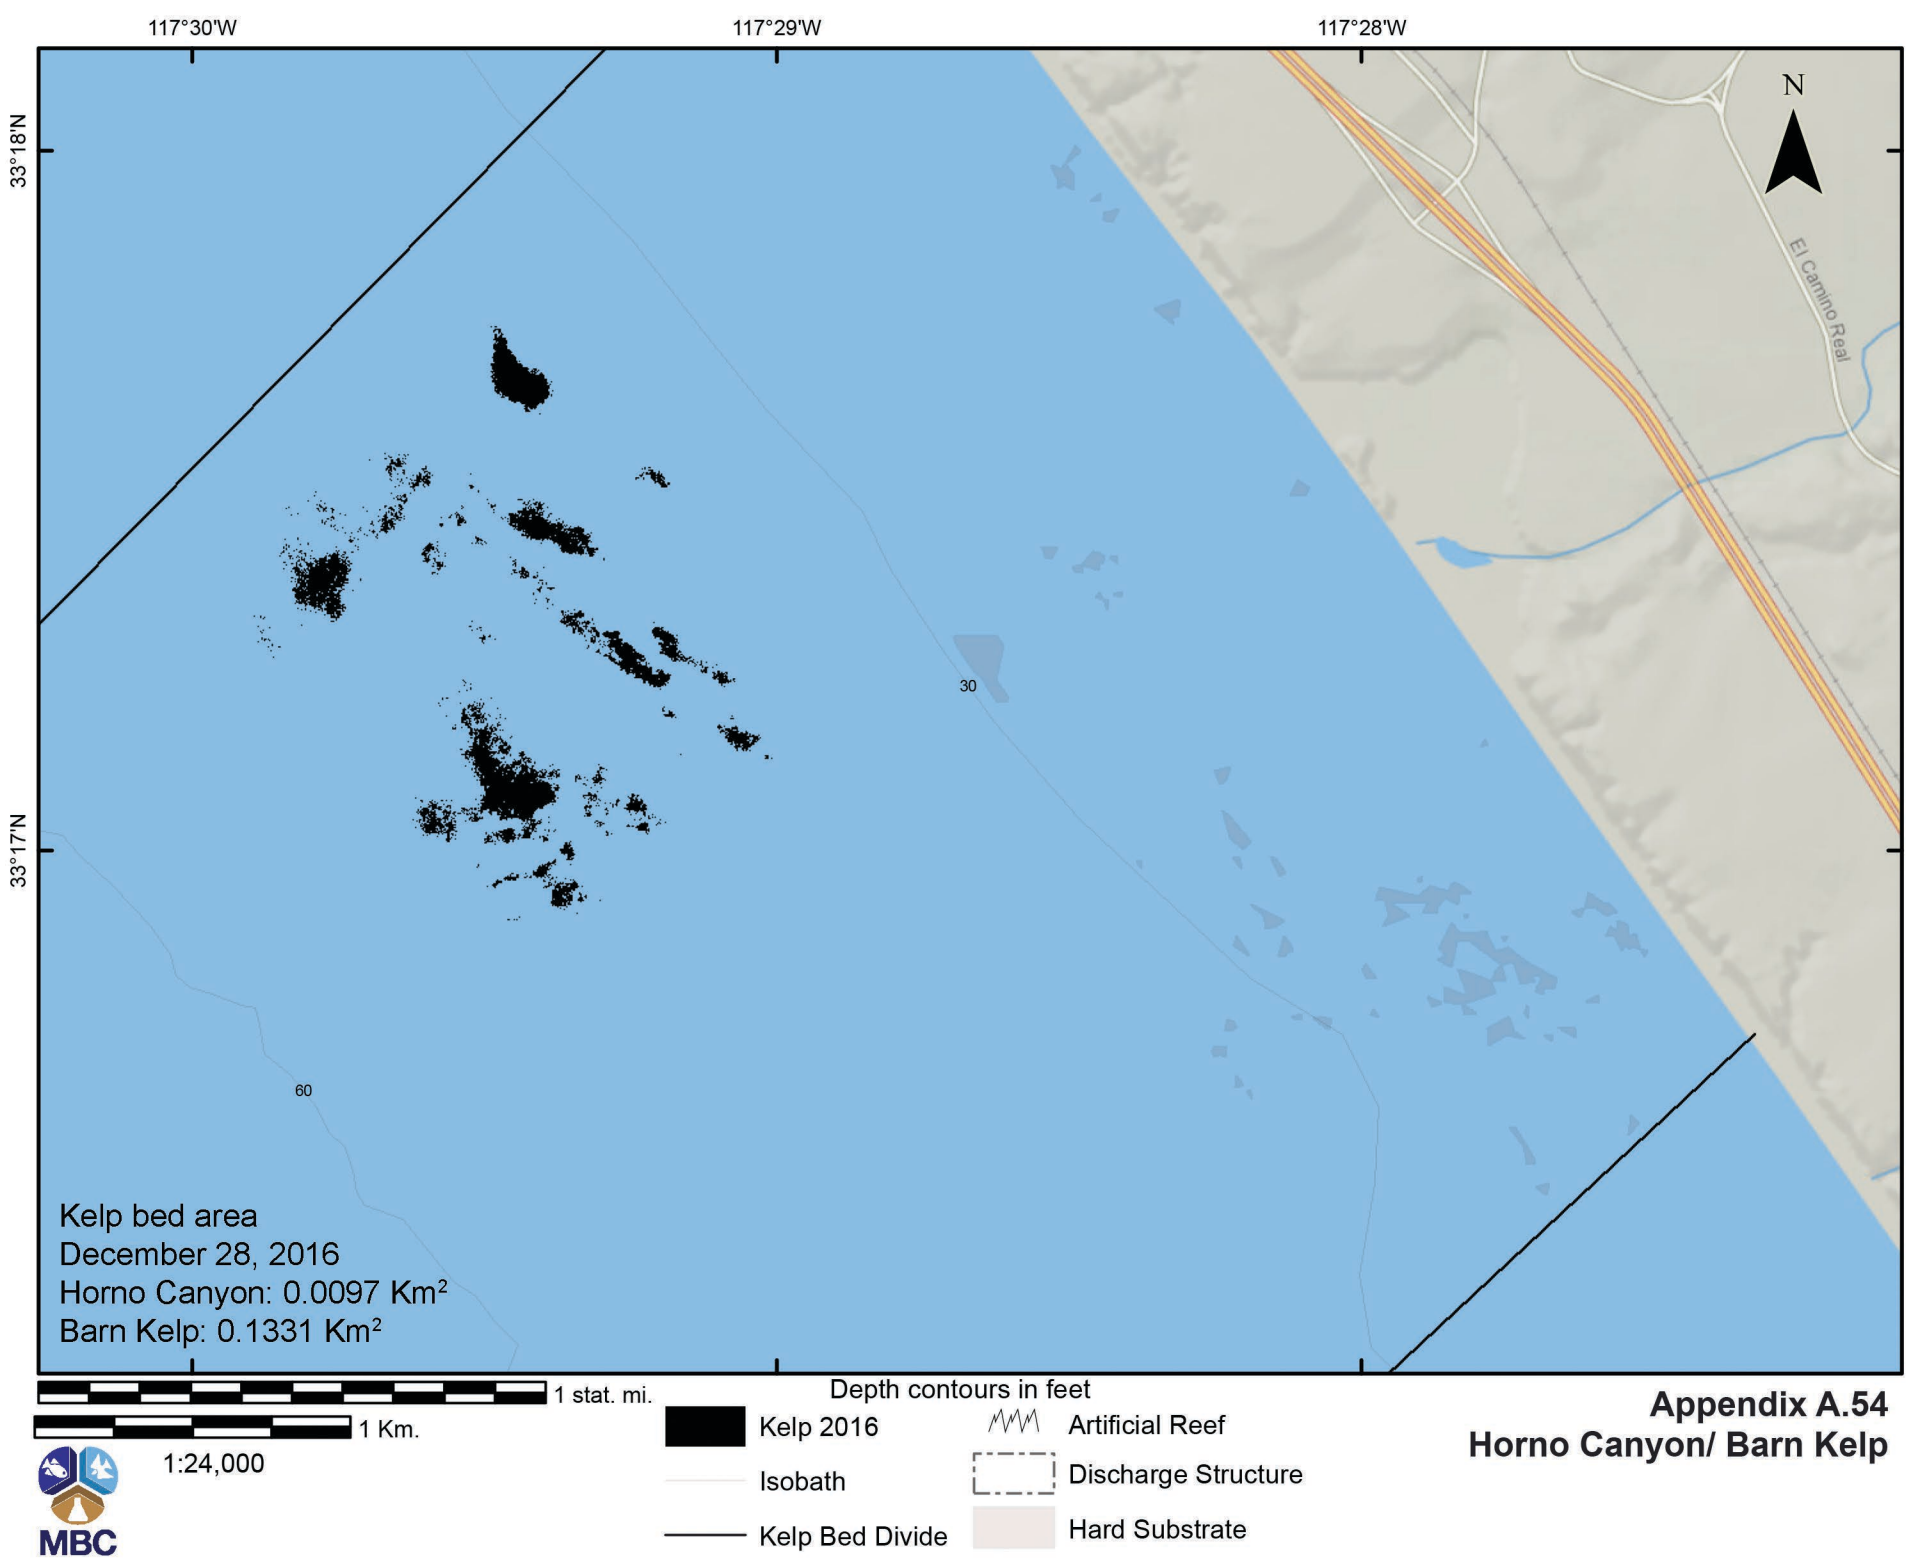 117°30'W
117°29'W
117°28'W
33°18'N
N
El Camino Real
30
33°17'N
60
Kelp bed area
December 28, 2016
Horno Canyon: 0.0097 Km²
Barn Kelp: 0.1331 Km²
1 stat. mi.
1 Km.
1:24,000
MBC
Depth contours in feet
Kelp 2016
Isobath
Kelp Bed Divide
Artificial Reef
Discharge Structure
Hard Substrate
Appendix A.54
Horno Canyon/ Barn Kelp